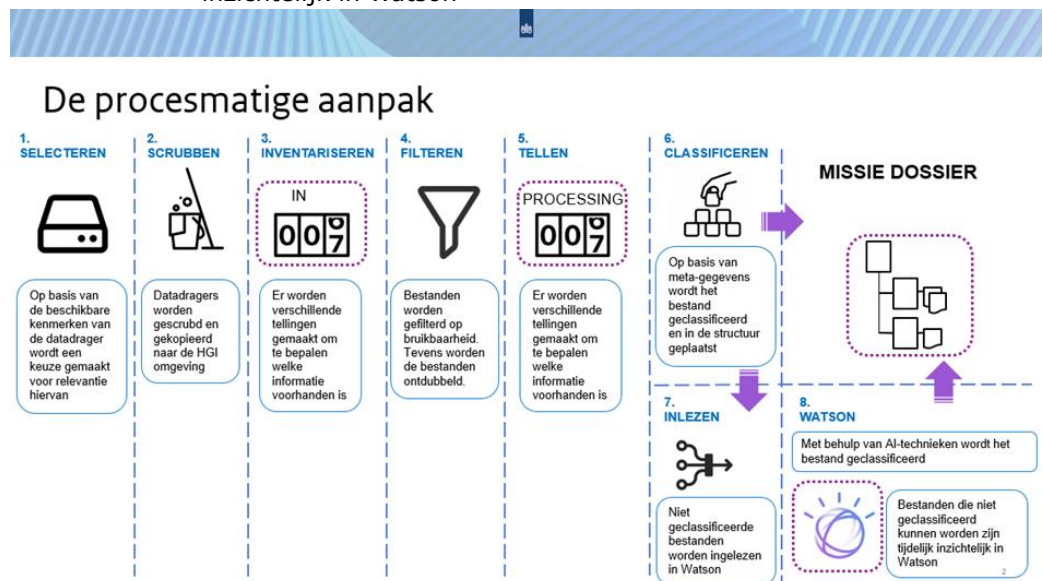 inzichtelijk in Watson
De procesmatige aanpak
1.
SELECTEREN
Op basis van
de beschikbare
kenmerken van
de datadrager
wordt een
keuze gemaakt
voor relevantie
hiervan
2.
SCRUBBEN
Datadragers
worden
gescrubd en
gekopieerd
naar de HGI
omgeving
3.
INVENTARISEREN
IN
007
Er worden
verschillende
tellingen
gemaakt om
te bepalen
welke
informatie
voorhanden is
4.
FILTEREN
Bestanden
worden
gefilterd op
bruikbaarheid.
Tevens worden
de bestanden
ontdubbeld.
5.
TELLEN
PROCESSING
007
Er worden
verschillende
tellingen
gemaakt om
te bepalen
welke
informatie
voorhanden is
6.
CLASSIFICEREN
Op basis van
meta-gegevens
wordt het
bestand
geclassificeerd
en in de structuur
geplaatst
MISSIE DOSSIER
7.
INLEZEN
Niet
geclassificeerde
bestanden
worden ingelezen
in Watson
8.
WATSON
Met behulp van AI-technieken wordt het
bestand geclassificeerd
Bestanden die niet
geclassificeerd
kunnen worden zijn
tijdelijk inzichtelijk in
Watson
2